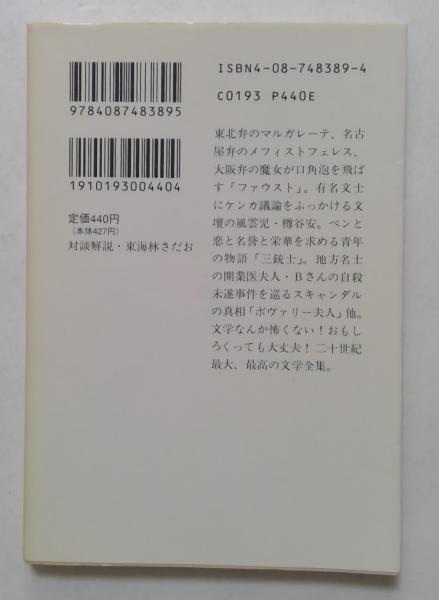 ISBN4-08-748389-4
C0193 P440E
9784087483895
1910193004404
定価440円
(本体427円)
対談解説・東海林さだお
東北弁のマルガレーテ、名古
屋弁のメフィストフェレス、
大阪弁の魔女が口角泡を飛ば
す「ファウスト」。有名文士
にケンカ議論をふっかける文
壇の風雲児・樽谷安。ペンと
恋と名誉と栄華を求める青年
の物語「三銃士」。地方名士
の開業医夫人・Bさんの自殺
未遂事件を巡るスキャンダル
の真相「ボヴァリー夫人」他。
文学なんか怖くない！おもし
ろくっても大丈夫！二十世紀
最大、最高の文学全集。